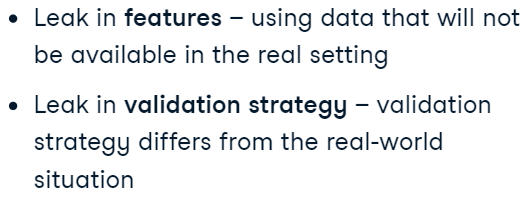 • Leak in features – using data that will not
be available in the real setting
• Leak in validation strategy – validation
strategy differs from the real-world
situation